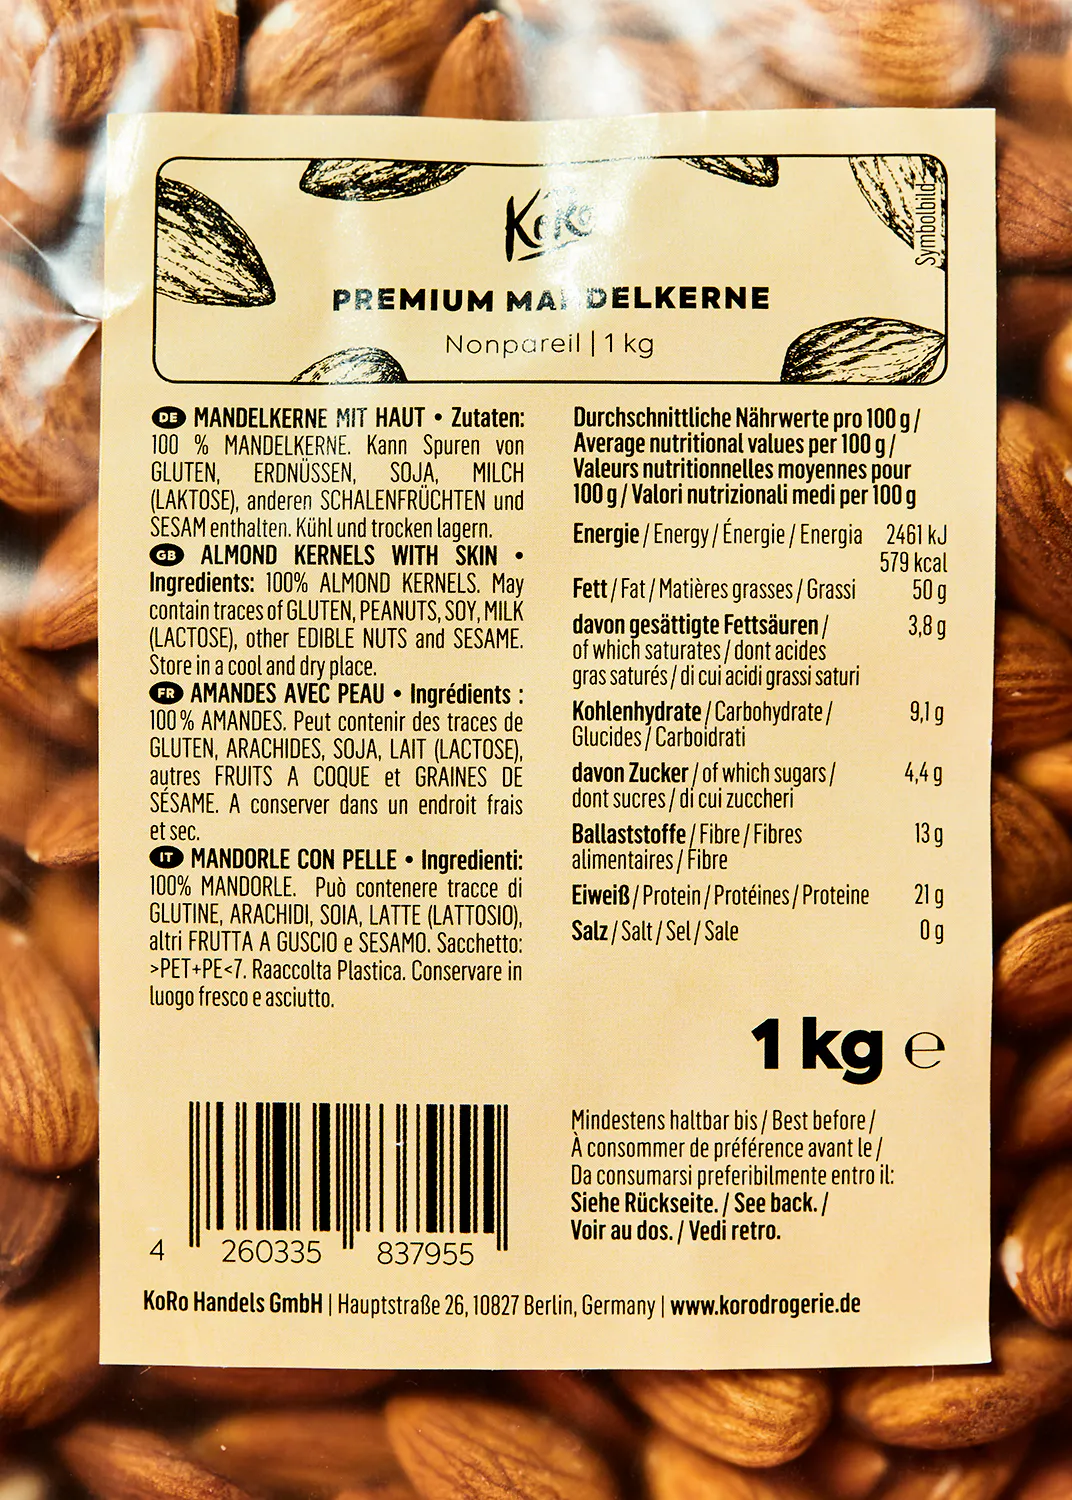 KoRo
Symbolbild
PREMIUM MANDELKERNE
Nonpareil | 1 kg
DE MANDELKERNE MIT HAUT • Zutaten:
100 % MANDELKERNE. Kann Spuren von
GLUTEN, ERDNÜSSEN, SOJA, MILCH
(LAKTOSE), anderen SCHALENFRÜCHTEN und
SESAM enthalten. Kühl und trocken lagern.
GB ALMOND KERNELS WITH SKIN •
Ingredients: 100% ALMOND KERNELS. May
contain traces of GLUTEN, PEANUTS, SOY, MILK
(LACTOSE), other EDIBLE NUTS and SESAME.
Store in a cool and dry place.
FR AMANDES AVEC PEAU • Ingrédients :
100 % AMANDES. Peut contenir des traces de
GLUTEN, ARACHIDES, SOJA, LAIT (LACTOSE),
autres FRUITS A COQUE et GRAINES DE
SÉSAME. A conserver dans un endroit frais
et sec.
IT MANDORLE CON PELLE • Ingredienti:
100% MANDORLE. Può contenere tracce di
GLUTINE, ARACHIDI, SOIA, LATTE (LATTOSIO),
altri FRUTTA A GUSCIO e SESAMO. Sacchetto:
>PET+PE<7. Raaccolta Plastica. Conservare in
luogo fresco e asciutto.
Durchschnittliche Nährwerte pro 100 g /
Average nutritional values per 100 g /
Valeurs nutritionnelles moyennes pour
100 g / Valori nutrizionali medi per 100 g
Energie / Energy / Énergie / Energia 2461 kJ
579 kcal
Fett / Fat / Matières grasses / Grassi 50 g
davon gesättigte Fettsäuren / 3,8 g
of which saturates / dont acides
gras saturés / di cui acidi grassi saturi
Kohlenhydrate / Carbohydrate / 9,1 g
Glucides / Carboidrati
davon Zucker / of which sugars / 4,4 g
dont sucres / di cui zuccheri
Ballaststoffe / Fibre / Fibres 13 g
alimentaires / Fibre
Eiweiß / Protein / Protéines / Proteine 21 g
Salz / Salt / Sel / Sale 0 g
1 kg ℮
Mindestens haltbar bis / Best before /
À consommer de préférence avant le /
Da consumarsi preferibilmente entro il:
Siehe Rückseite. / See back. /
Voir au dos. / Vedi retro.
4 260335 837955
KoRo Handels GmbH | Hauptstraße 26, 10827 Berlin, Germany | www.korodrogerie.de